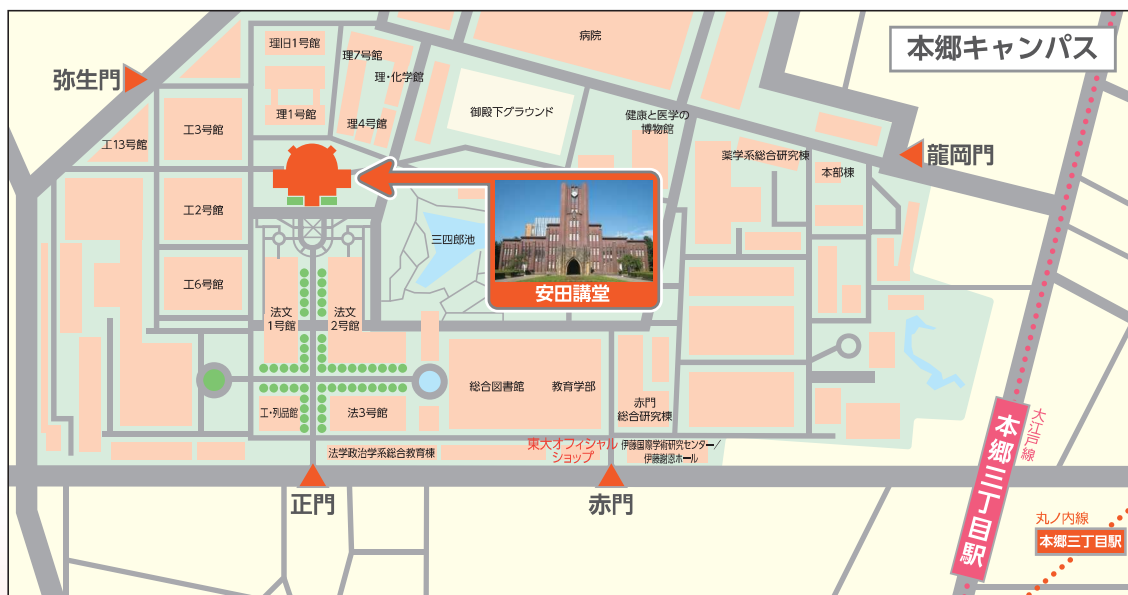 本郷キャンパス
病院
理旧1号館
理7号館
理・化学館
弥生門
理1号館
理4号館
御殿下グラウンド
健康と医学の
博物館
工3号館
工13号館
薬学系総合研究棟
本部棟
龍岡門
工2号館
三四郎池
安田講堂
工6号館
法文
1号館
法文
2号館
総合図書館
教育学部
工・列品館
法3号館
赤門
総合研究棟
法学政治学系総合教育棟
東大オフィシャル
ショップ
伊藤国際学術研究センター/
伊藤謝恩ホール
正門
赤門
大江戸線
本郷三丁目駅
丸ノ内線
本郷三丁目駅